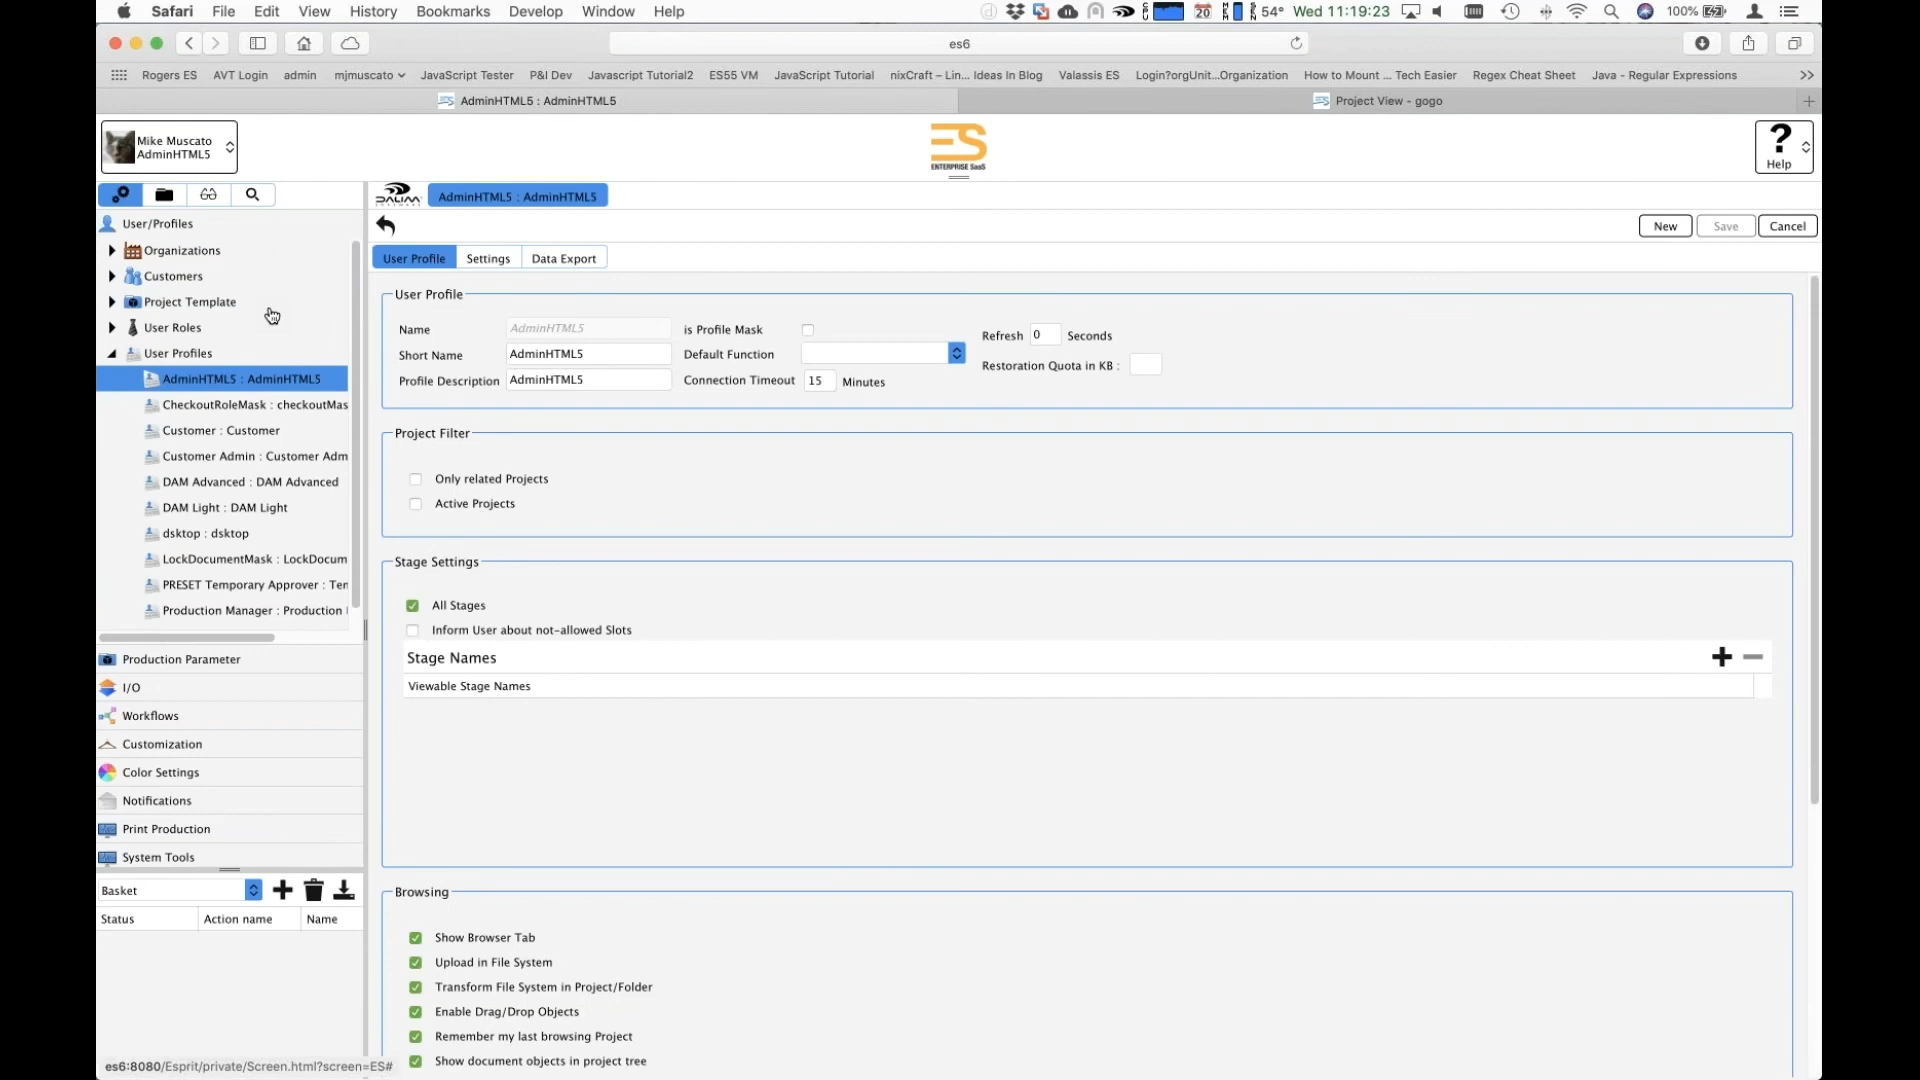 Safari File Edit View History Bookmarks Develop Window Help
20 54° Wed 11:19:23 100%
es6
Rogers ES AVT Login admin mjmuscato JavaScript Tester P&I Dev Javascript Tutorial2 ES55 VM JavaScript Tutorial nixCraft – Lin... Ideas In Blog Valassis ES Login?orgUnit...Organization How to Mount ... Tech Easier Regex Cheat Sheet Java - Regular Expressions >>
AdminHTML5 : AdminHTML5
Project View - gogo
Mike Muscato
AdminHTML5
ES
ENTERPRISE SaaS
?
Help
DALIM
AdminHTML5 : AdminHTML5
User/Profiles
Organizations
Customers
Project Template
User Roles
User Profiles
AdminHTML5 : AdminHTML5
CheckoutRoleMask : checkoutMas
Customer : Customer
Customer Admin : Customer Adm
DAM Advanced : DAM Advanced
DAM Light : DAM Light
dsktop : dsktop
LockDocumentMask : LockDocum
PRESET Temporary Approver : Ten
Production Manager : Production
Production Parameter
I/O
Workflows
Customization
Color Settings
Notifications
Print Production
System Tools
Basket
Status Action name Name
es6:8080/Esprit/private/Screen.html?screen=ES#
New Save Cancel
User Profile Settings Data Export
User Profile
Name AdminHTML5 is Profile Mask
Refresh 0 Seconds
Short Name AdminHTML5 Default Function
Restoration Quota in KB :
Profile Description AdminHTML5 Connection Timeout 15 Minutes
Project Filter
Only related Projects
Active Projects
Stage Settings
All Stages
Inform User about not-allowed Slots
Stage Names
Viewable Stage Names
Browsing
Show Browser Tab
Upload in File System
Transform File System in Project/Folder
Enable Drag/Drop Objects
Remember my last browsing Project
Show document objects in project tree